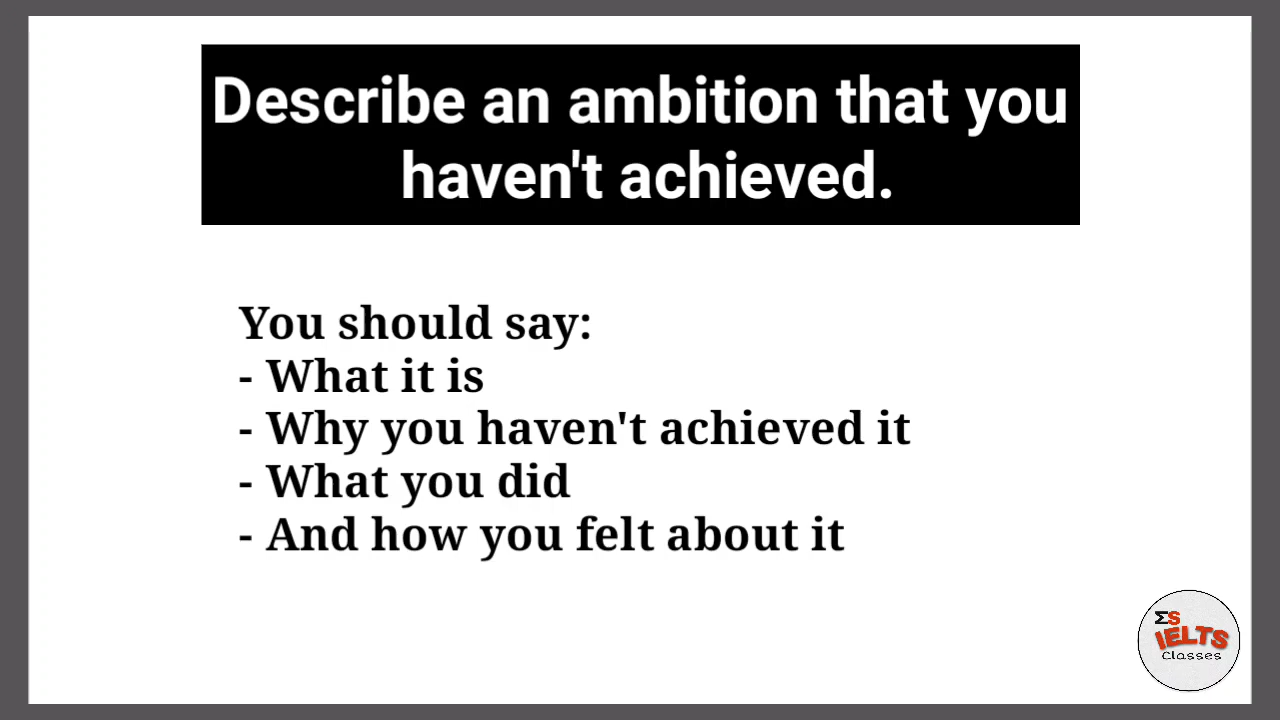 Describe an ambition that you
haven't achieved.
You should say:
- What it is
- Why you haven't achieved it
- What you did
- And how you felt about it
ΣS
IELTS
Classes